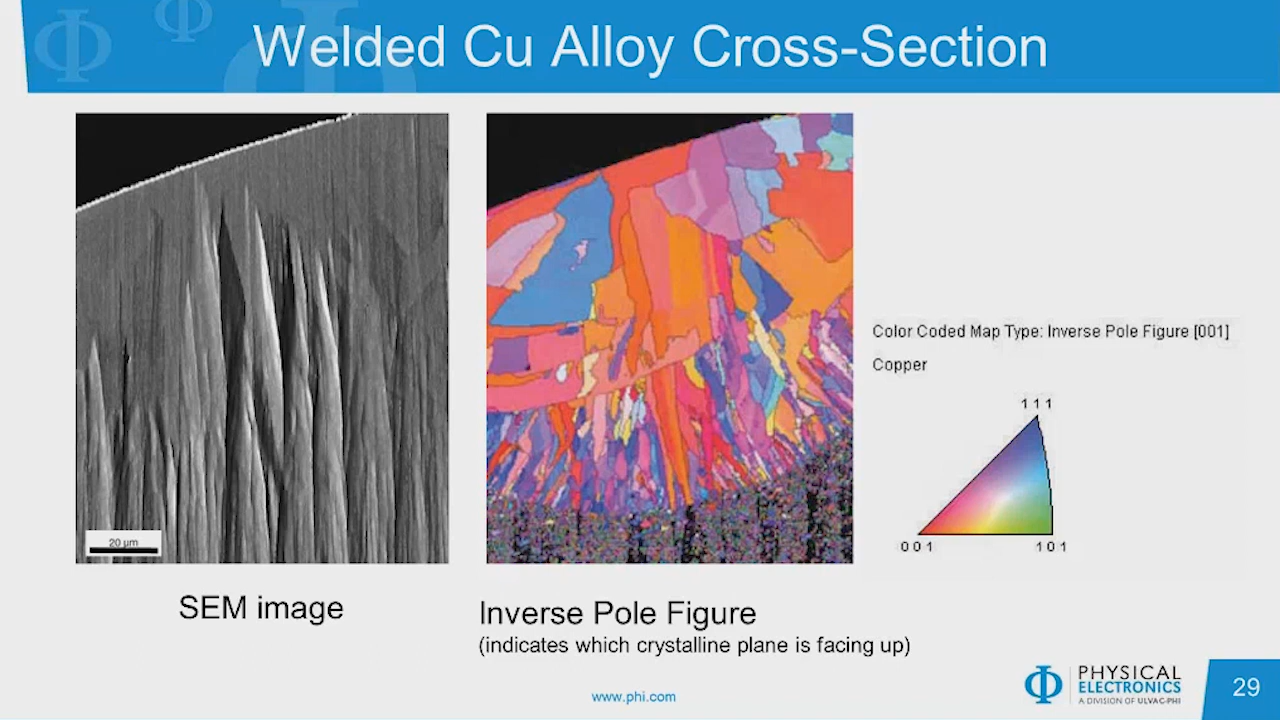 Welded Cu Alloy Cross-Section
20 μm
Color Coded Map Type: Inverse Pole Figure [001]
Copper
1 1 1
0 0 1
1 0 1
SEM image
Inverse Pole Figure
(indicates which crystalline plane is facing up)
www.phi.com
PHYSICAL
ELECTRONICS
A DIVISION OF ULVAC-PHI
29